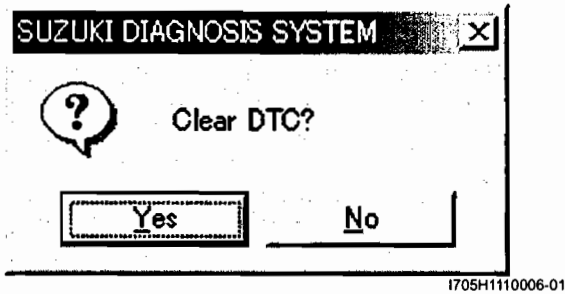 SUZUKI DIAGNOSIS SYSTEM
?
Clear DTC?
Yes No
I705H1110006-01